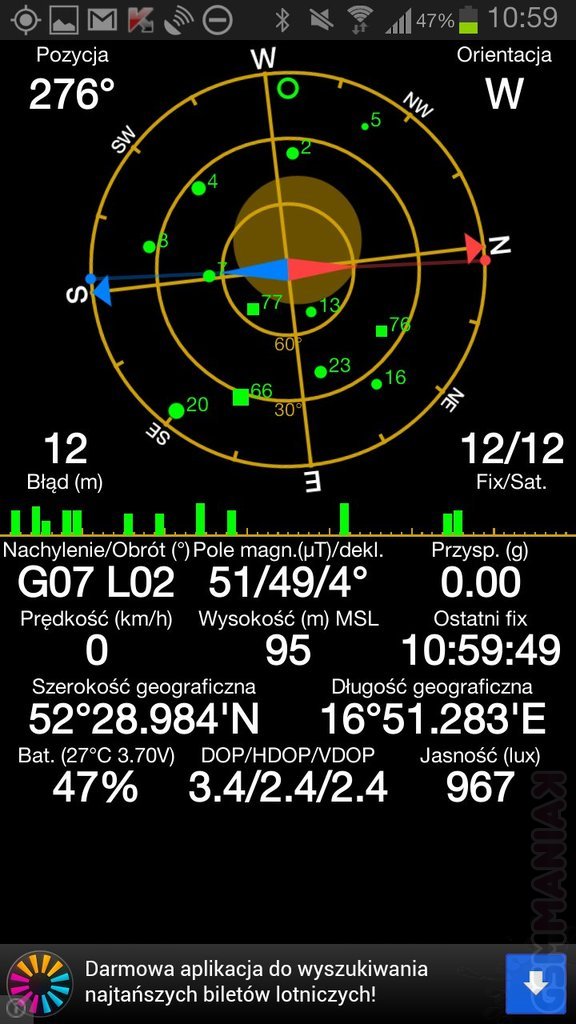 47% 10:59
Pozycja
276°
Orientacja
W
W
NW
SW
5
2
4
8
7
N
S
77
13
76
60°
23
16
66
20
30°
NE
SE
E
12
Błąd (m)
12/12
Fix/Sat.
Nachylenie/Obrót (°) Pole magn.(µT)/dekl. Przysp. (g)
G07 L02 51/49/4° 0.00
Prędkość (km/h) Wysokość (m) MSL Ostatni fix
0 95 10:59:49
Szerokość geograficzna Długość geograficzna
52°28.984'N 16°51.283'E
Bat. (27°C 3.70V) DOP/HDOP/VDOP Jasność (lux)
47% 3.4/2.4/2.4 967
Darmowa aplikacja do wyszukiwania
najtańszych biletów lotniczych!